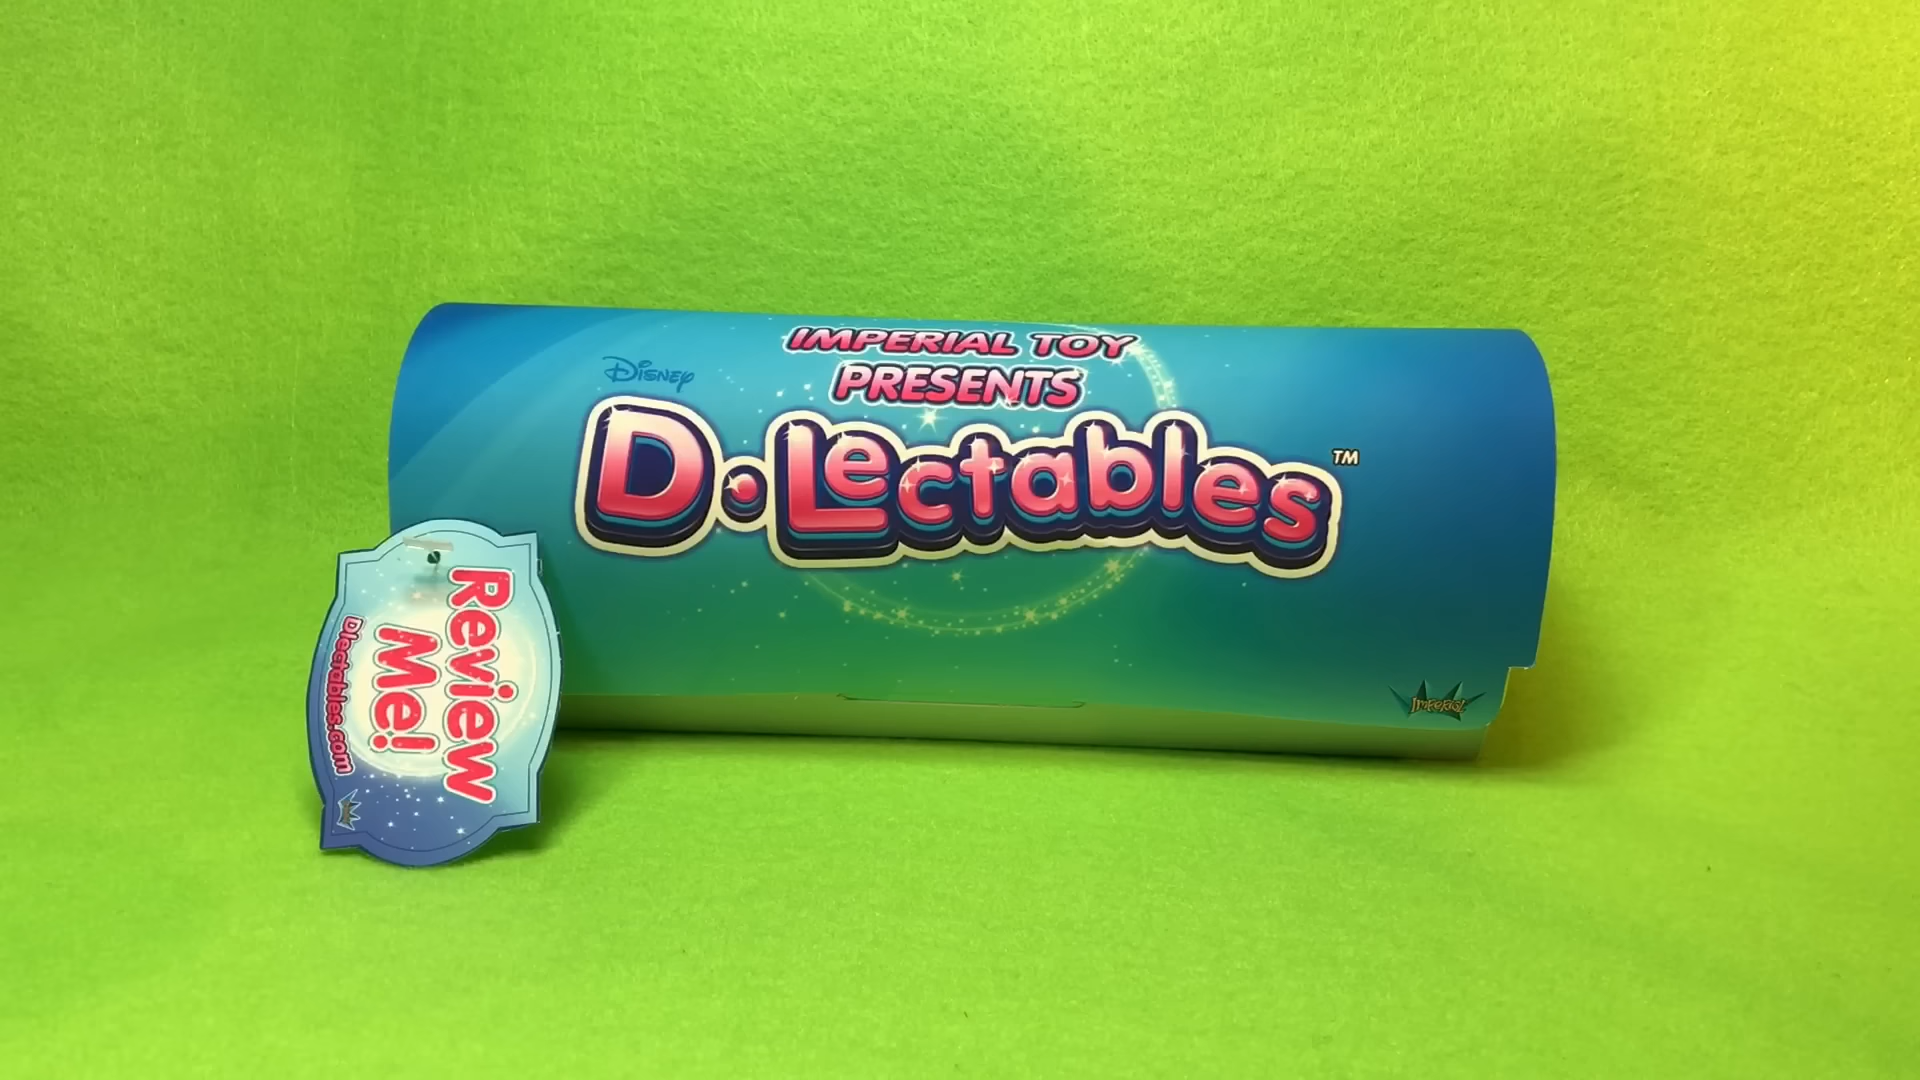 IMPERIAL TOY
PRESENTS
Disney
D•Lectables™
IMPERIAL
Review
Me!
Dlectables.com